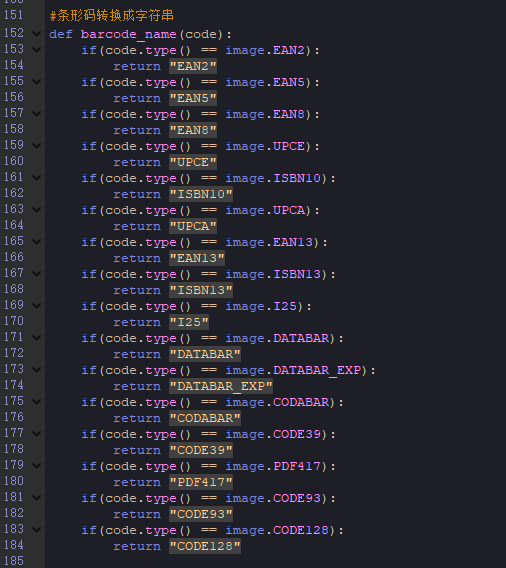 150
151 #条形码转换成字符串
152 def barcode_name(code):
153 if(code.type() == image.EAN2):
154 return "EAN2"
155 if(code.type() == image.EAN5):
156 return "EAN5"
157 if(code.type() == image.EAN8):
158 return "EAN8"
159 if(code.type() == image.UPCE):
160 return "UPCE"
161 if(code.type() == image.ISBN10):
162 return "ISBN10"
163 if(code.type() == image.UPCA):
164 return "UPCA"
165 if(code.type() == image.EAN13):
166 return "EAN13"
167 if(code.type() == image.ISBN13):
168 return "ISBN13"
169 if(code.type() == image.I25):
170 return "I25"
171 if(code.type() == image.DATABAR):
172 return "DATABAR"
173 if(code.type() == image.DATABAR_EXP):
174 return "DATABAR_EXP"
175 if(code.type() == image.CODABAR):
176 return "CODABAR"
177 if(code.type() == image.CODE39):
178 return "CODE39"
179 if(code.type() == image.PDF417):
180 return "PDF417"
181 if(code.type() == image.CODE93):
182 return "CODE93"
183 if(code.type() == image.CODE128):
184 return "CODE128"
185